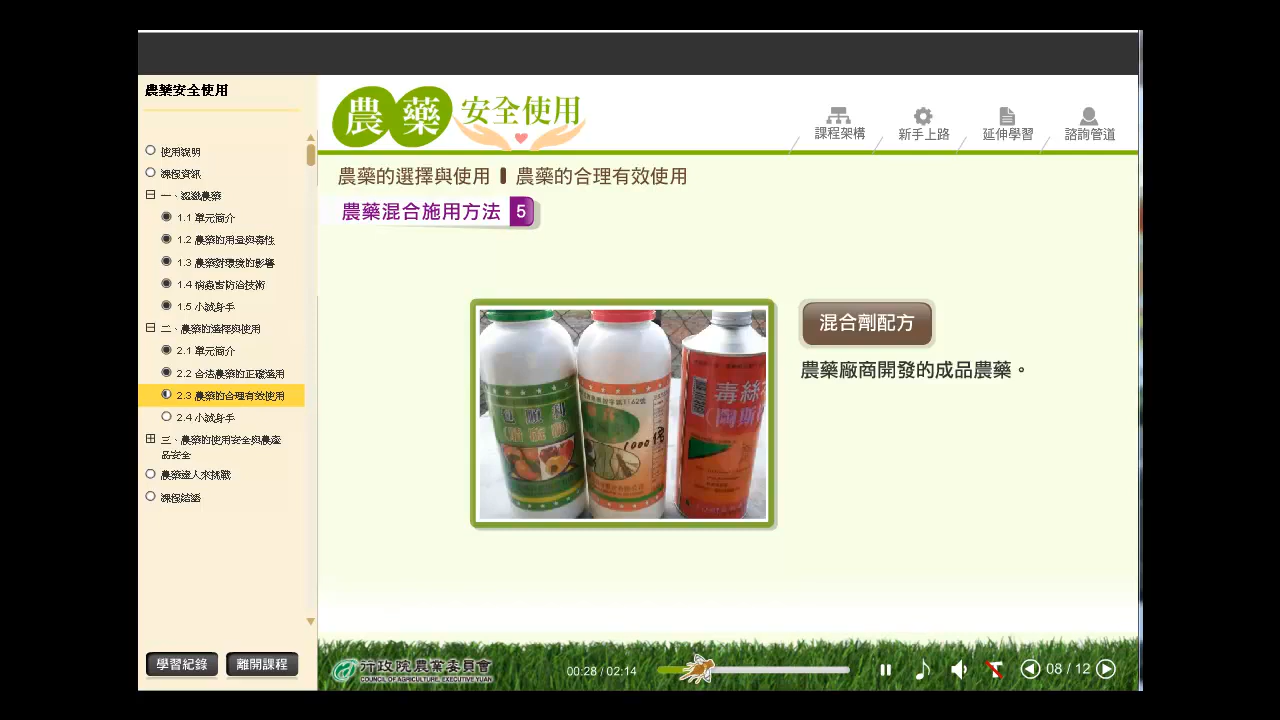 農藥安全使用
使用說明
課程資訊
一、認識農藥
1.1 單元簡介
1.2 農藥的用量與毒性
1.3 農藥對環境的影響
1.4 病蟲害防治技術
1.5 小試身手
二、農藥的選擇與使用
2.1 單元簡介
2.2 合法農藥的正確選用
2.3 農藥的合理有效使用
2.4 小試身手
三、農藥的使用安全與農產
品安全
農藥達人來挑戰
課程結語
學習紀錄
離開課程
農藥 安全使用
課程架構
新手上路
延伸學習
諮詢管道
農藥的選擇與使用 農藥的合理有效使用
農藥混合施用方法 5
1000倍
毒絲
混合劑配方
農藥廠商開發的成品農藥。
行政院農業委員會
COUNCIL OF AGRICULTURE, EXECUTIVE YUAN
00:28 / 02:14
08 / 12